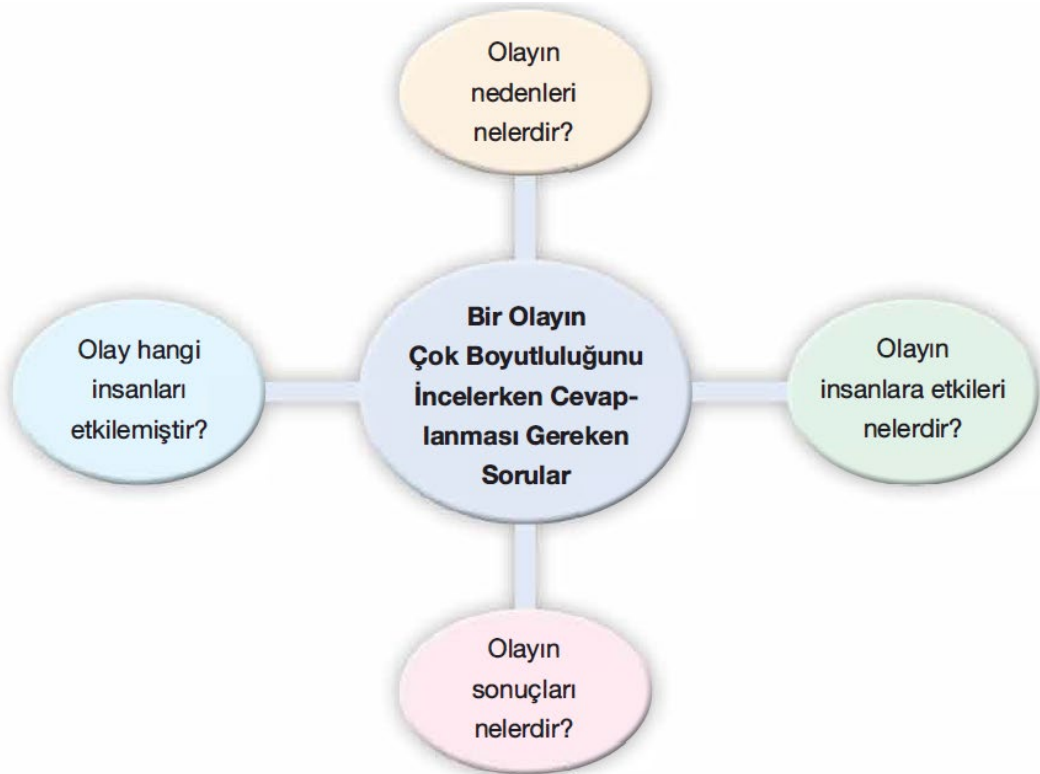 Olayın
nedenleri
nelerdir?
Olay hangi
insanları
etkilemiştir?
Bir Olayın
Çok Boyutluluğunu
İncelerken Cevap-
lanması Gereken
Sorular
Olayın
insanlara etkileri
nelerdir?
Olayın
sonuçları
nelerdir?